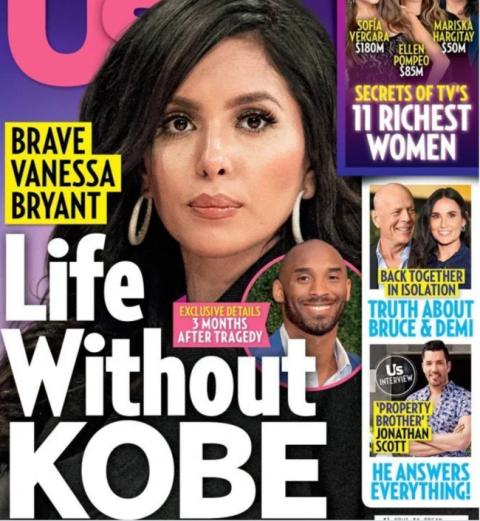 Us
SOFÍA
VERGARA
$180M
ELLEN
POMPEO
$85M
MARISKA
HARGITAY
$50M
SECRETS OF TV'S
11 RICHEST
WOMEN
BRAVE
VANESSA
BRYANT
Life
Without
KOBE
EXCLUSIVE DETAILS
3 MONTHS
AFTER TRAGEDY
BACK TOGETHER
IN ISOLATION
TRUTH ABOUT
BRUCE & DEMI
Us
INTERVIEW
'PROPERTY
BROTHER'
JONATHAN
SCOTT
HE ANSWERS
EVERYTHING!